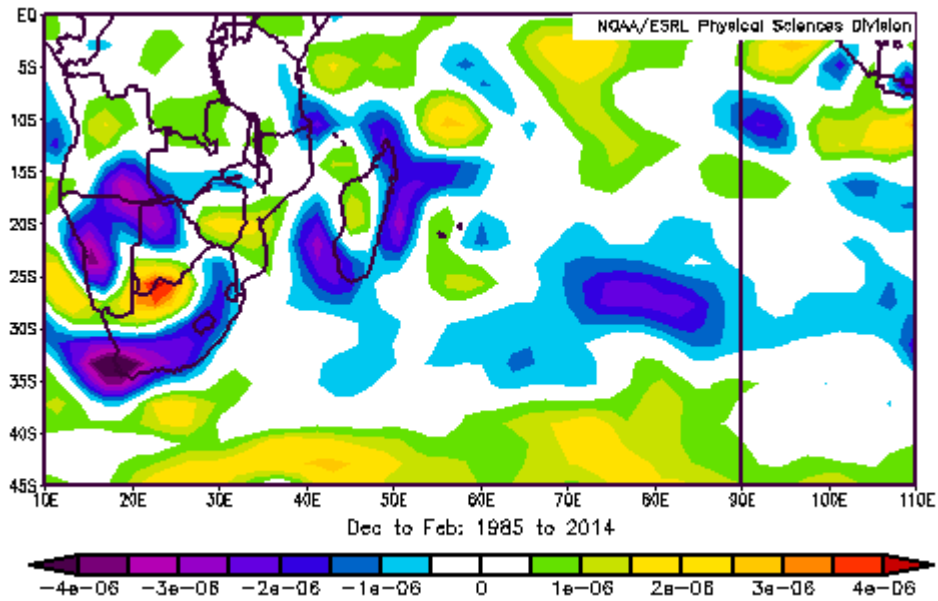 EQ
NOAA/ESRL Physical Sciences Division
5S
10S
15S
20S
25S
30S
35S
40S
45S
10E 20E 30E 40E 50E 60E 70E 80E 90E 100E 110E
Dec to Feb: 1985 to 2014
−4e−06 −3e−06 −2e−06 −1e−06 0 1e−06 2e−06 3e−06 4e−06